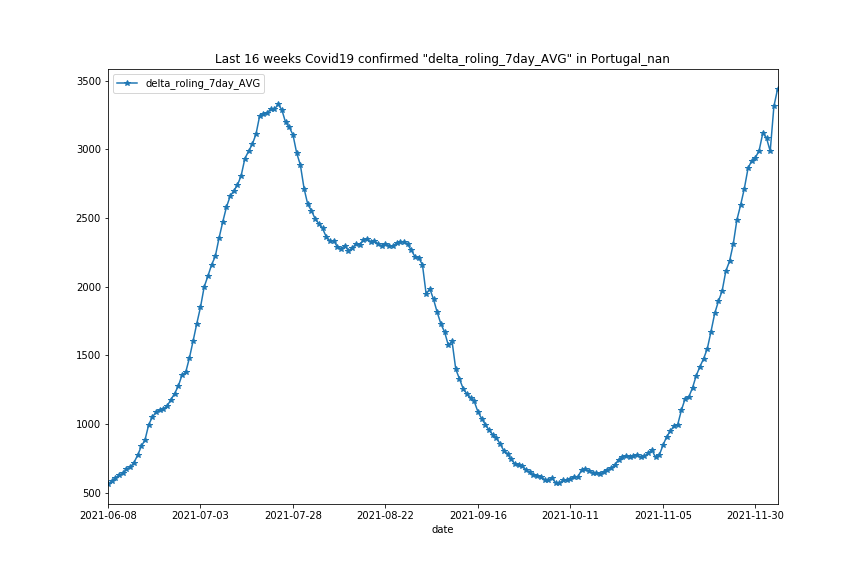 Last 16 weeks Covid19 confirmed "delta_roling_7day_AVG" in Portugal_nan
delta_roling_7day_AVG
3500
3000
2500
2000
1500
1000
500
2021-06-08 2021-07-03 2021-07-28 2021-08-22 2021-09-16 2021-10-11 2021-11-05 2021-11-30
date